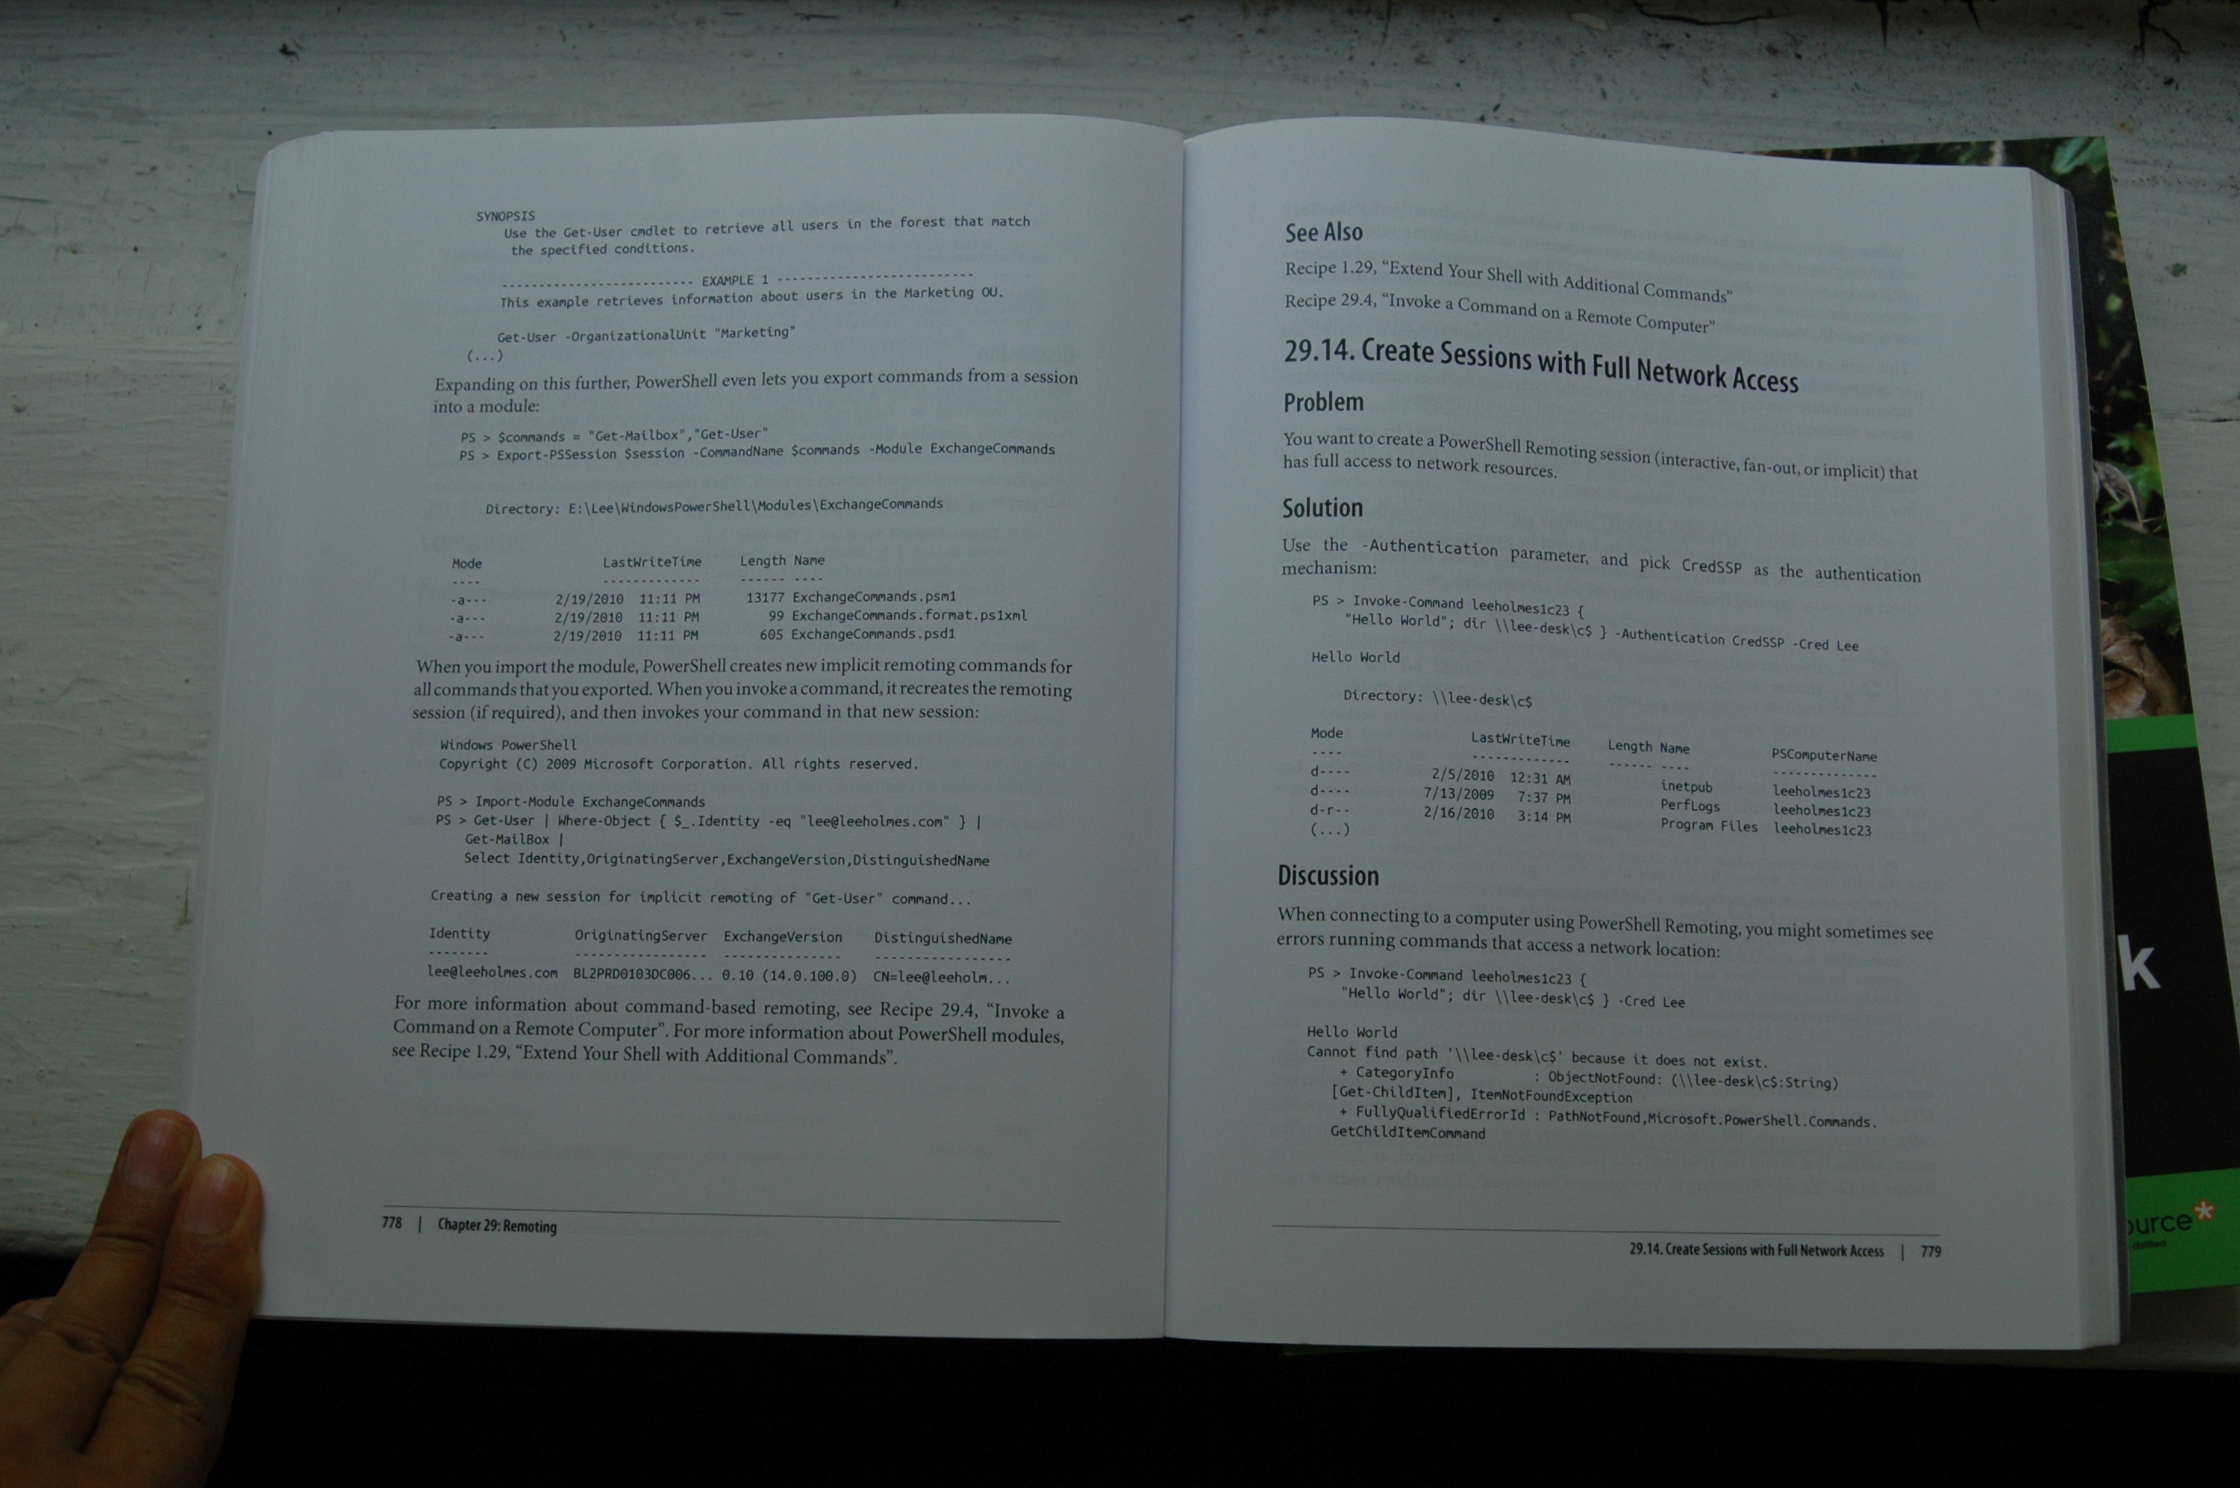 SYNOPSIS
Use the Get-User cmdlet to retrieve all users in the forest that match
the specified conditions.
------------------------- EXAMPLE 1 --------------------------
This example retrieves information about users in the Marketing OU.
Get-User -OrganizationalUnit "Marketing"
(...)
Expanding on this further, PowerShell even lets you export commands from a session
into a module:
PS > $commands = "Get-Mailbox","Get-User"
PS > Export-PSSession $session -CommandName $commands -Module ExchangeCommands
Directory: E:\Lee\WindowsPowerShell\Modules\ExchangeCommands
Mode LastWriteTime Length Name
---- ------------- ------ ----
-a--- 2/19/2010 11:11 PM 13177 ExchangeCommands.psm1
-a--- 2/19/2010 11:11 PM 99 ExchangeCommands.format.ps1xml
-a--- 2/19/2010 11:11 PM 605 ExchangeCommands.psd1
When you import the module, PowerShell creates new implicit remoting commands for
all commands that you exported. When you invoke a command, it recreates the remoting
session (if required), and then invokes your command in that new session:
Windows PowerShell
Copyright (C) 2009 Microsoft Corporation. All rights reserved.
PS > Import-Module ExchangeCommands
PS > Get-User | Where-Object { $_.Identity -eq "lee@leeholmes.com" } |
Get-MailBox |
Select Identity,OriginatingServer,ExchangeVersion,DistinguishedName
Creating a new session for implicit remoting of "Get-User" command...
Identity OriginatingServer ExchangeVersion DistinguishedName
-------- ----------------- --------------- -----------------
lee@leeholmes.com BL2PRD0103DC006... 0.10 (14.0.100.0) CN=lee@leeholm...
For more information about command-based remoting, see Recipe 29.4, “Invoke a
Command on a Remote Computer”. For more information about PowerShell modules,
see Recipe 1.29, “Extend Your Shell with Additional Commands”.
778 | Chapter 29: Remoting
See Also
Recipe 1.29, “Extend Your Shell with Additional Commands”
Recipe 29.4, “Invoke a Command on a Remote Computer”
29.14. Create Sessions with Full Network Access
Problem
You want to create a PowerShell Remoting session (interactive, fan-out, or implicit) that
has full access to network resources.
Solution
Use the -Authentication parameter, and pick CredSSP as the authentication
mechanism:
PS > Invoke-Command leeholmes1c23 {
"Hello World"; dir \\lee-desk\c$ } -Authentication CredSSP -Cred Lee
Hello World
Directory: \\lee-desk\c$
Mode LastWriteTime Length Name PSComputerName
---- ------------- ------ ---- --------------
d---- 2/5/2010 12:31 AM inetpub leeholmes1c23
d---- 7/13/2009 7:37 PM PerfLogs leeholmes1c23
d-r-- 2/16/2010 3:14 PM Program Files leeholmes1c23
(...)
Discussion
When connecting to a computer using PowerShell Remoting, you might sometimes see
errors running commands that access a network location:
PS > Invoke-Command leeholmes1c23 {
"Hello World"; dir \\lee-desk\c$ } -Cred Lee
Hello World
Cannot find path '\\lee-desk\c$' because it does not exist.
+ CategoryInfo : ObjectNotFound: (\\lee-desk\c$:String)
[Get-ChildItem], ItemNotFoundException
+ FullyQualifiedErrorId : PathNotFound,Microsoft.PowerShell.Commands.
GetChildItemCommand
29.14. Create Sessions with Full Network Access | 779
k
ource*